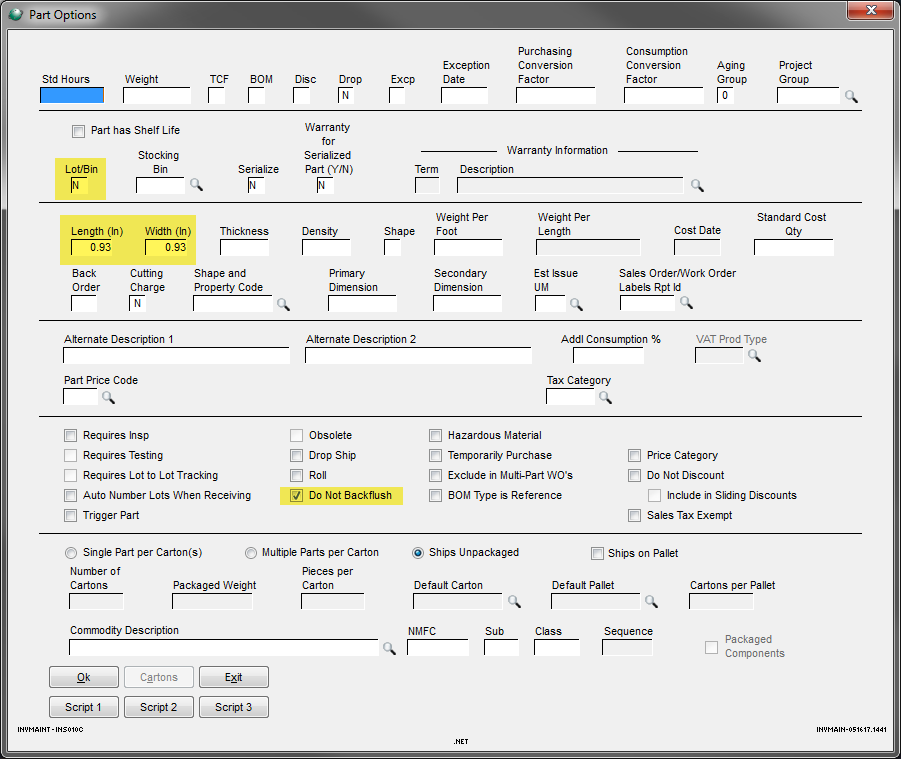 Part Options
Purchasing Consumption
Exception Conversion Conversion Aging Project
Std Hours Weight TCF BOM Disc Drop Excp Date Factor Factor Group Group
N 0
Part has Shelf Life
Warranty
for
Serialized
Part (Y/N)
Warranty Information
Lot/Bin
Stocking
Bin
Serialize
Term Description
N N N
Length (In) Width (In) Thickness Density Shape
Weight Per
Foot
Weight Per
Length
Cost Date
Standard Cost
Qty
0.93 0.93
Back
Order
Cutting
Charge
Shape and
Property Code
Primary
Dimension
Secondary
Dimension
Est Issue
UM
Sales Order/Work Order
Labels Rpt Id
N
Alternate Description 1 Alternate Description 2 Addl Consumption % VAT Prod Type
Part Price Code Tax Category
Requires Insp Obsolete Hazardous Material
Requires Testing Drop Ship Temporarily Purchase Price Category
Requires Lot to Lot Tracking Roll Exclude in Multi-Part WO's Do Not Discount
Auto Number Lots When Receiving Do Not Backflush BOM Type is Reference Include in Sliding Discounts
Trigger Part Sales Tax Exempt
Single Part per Carton(s) Multiple Parts per Carton Ships Unpackaged Ships on Pallet
Number of
Cartons
Packaged Weight
Pieces per
Carton
Default Carton Default Pallet Cartons per Pallet
Commodity Description NMFC Sub Class Sequence
Packaged
Components
Ok Cartons Exit
Script 1 Script 2 Script 3
INVMAINT - INS010C INVMAIN-051617.1441
.NET